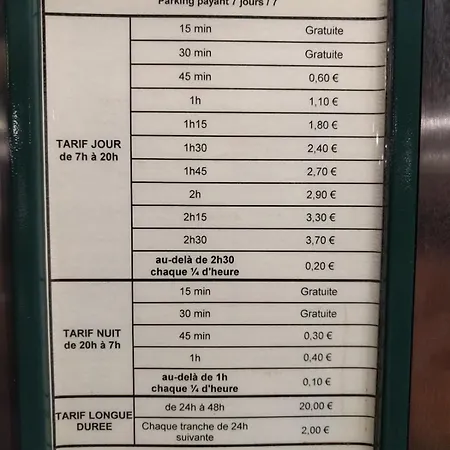 Parking payant 7 jours / 7
15 min Gratuite
30 min Gratuite
45 min 0,60 €
1h 1,10 €
1h15 1,80 €
TARIF JOUR
de 7h à 20h
1h30 2,40 €
1h45 2,70 €
2h 2,90 €
2h15 3,30 €
2h30 3,70 €
au-delà de 2h30
chaque ¼ d'heure 0,20 €
15 min Gratuite
30 min Gratuite
TARIF NUIT
de 20h à 7h
45 min 0,30 €
1h 0,40 €
au-delà de 1h
chaque ¼ d'heure 0,10 €
TARIF LONGUE
DUREE
de 24h à 48h 20,00 €
Chaque tranche de 24h
suivante 2,00 €